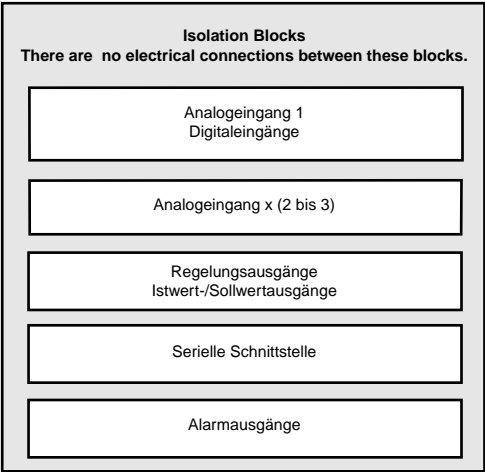 Isolation Blocks
There are no electrical connections between these blocks.
Analogeingang 1
Digitaleingänge
Analogeingang x (2 bis 3)
Regelungsausgänge
Istwert-/Sollwertausgänge
Serielle Schnittstelle
Alarmausgänge